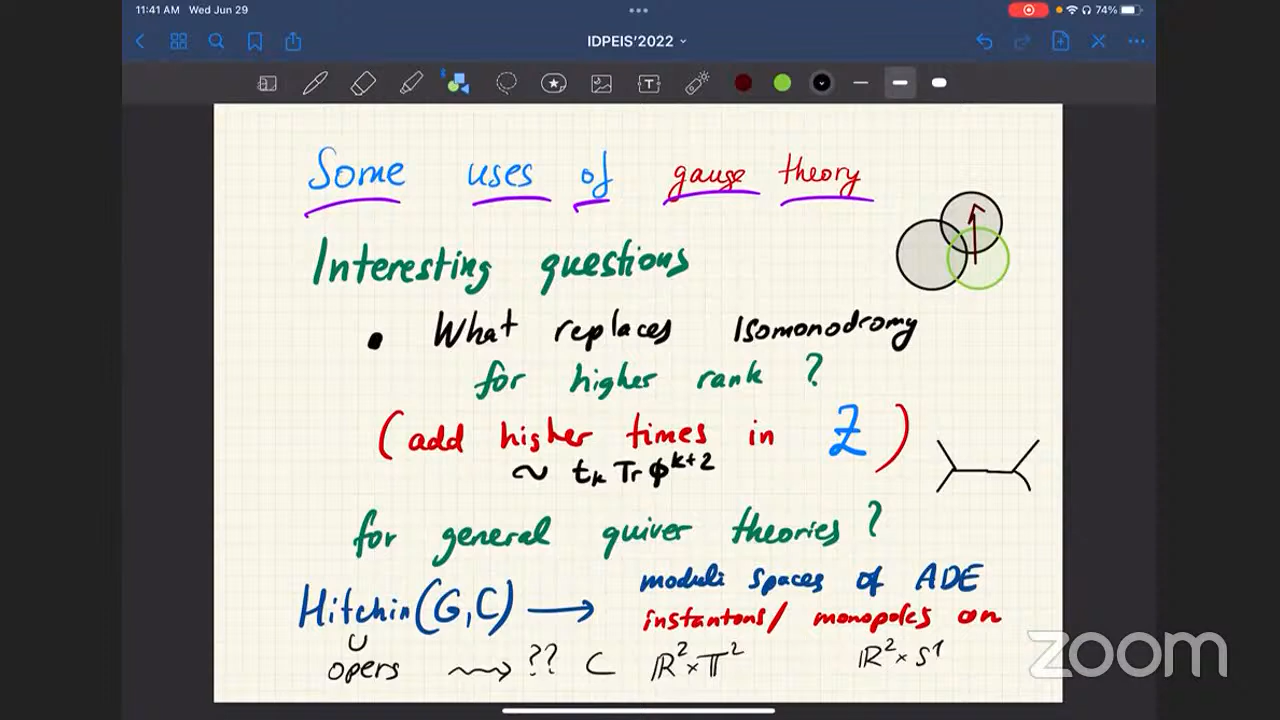 11:41 AM Wed Jun 29
74%
IDPEIS'2022
Some uses of gauge theory
Interesting questions
• What replaces Isomonodromy
for higher rank ?
(add higher times in Z)
~ t_k Tr ϕ^{k+2}
for general quiver theories ?
Hitchin(G,C) → moduli spaces of ADE
instantons/ monopoles on
∪
opers ⇝ ?? ⊂ ℝ²×𝕋² ℝ²×S¹
zoom